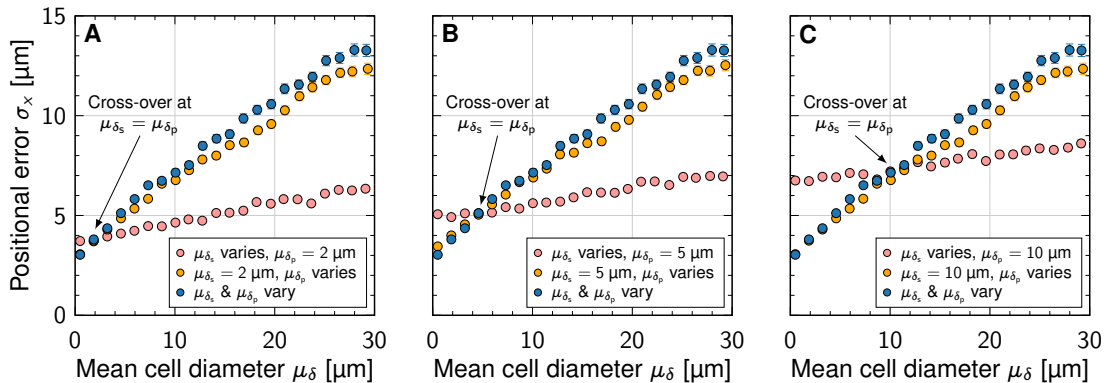 Positional error σₓ [μm]
15
10
5
0
A
Cross-over at
μδₛ = μδₚ
μδₛ varies, μδₚ = 2 μm
μδₛ = 2 μm, μδₚ varies
μδₛ & μδₚ vary
0 10 20 30
Mean cell diameter μδ [μm]
B
Cross-over at
μδₛ = μδₚ
μδₛ varies, μδₚ = 5 μm
μδₛ = 5 μm, μδₚ varies
μδₛ & μδₚ vary
0 10 20 30
Mean cell diameter μδ [μm]
C
Cross-over at
μδₛ = μδₚ
μδₛ varies, μδₚ = 10 μm
μδₛ = 10 μm, μδₚ varies
μδₛ & μδₚ vary
0 10 20 30
Mean cell diameter μδ [μm]